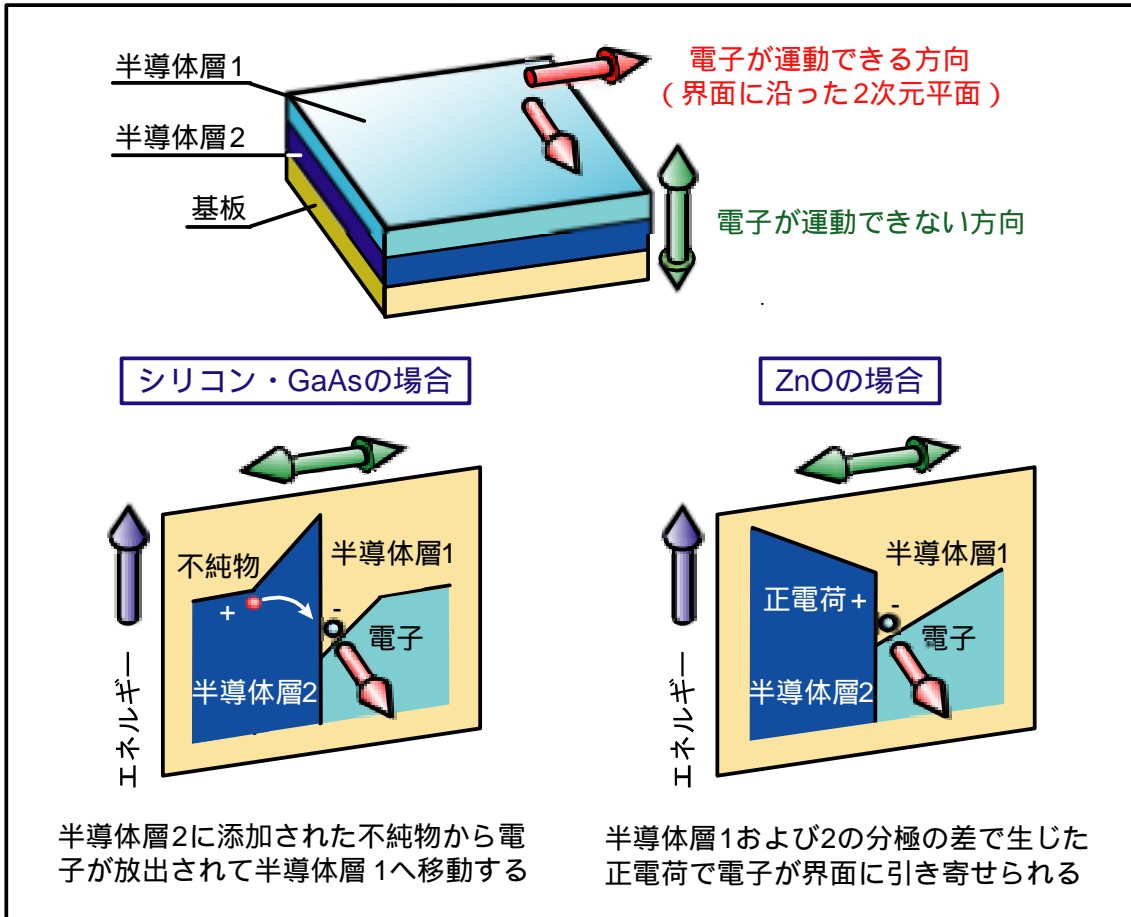 半導体層1
半導体層2
基板
電子が運動できる方向
(界面に沿った2次元平面)
電子が運動できない方向
シリコン・GaAsの場合
エネルギー
不純物
+
半導体層1
-
電子
半導体層2
半導体層2に添加された不純物から電
子が放出されて半導体層1へ移動する
ZnOの場合
エネルギー
半導体層1
正電荷+
-
電子
半導体層2
半導体層1および2の分極の差で生じた
正電荷で電子が界面に引き寄せられる